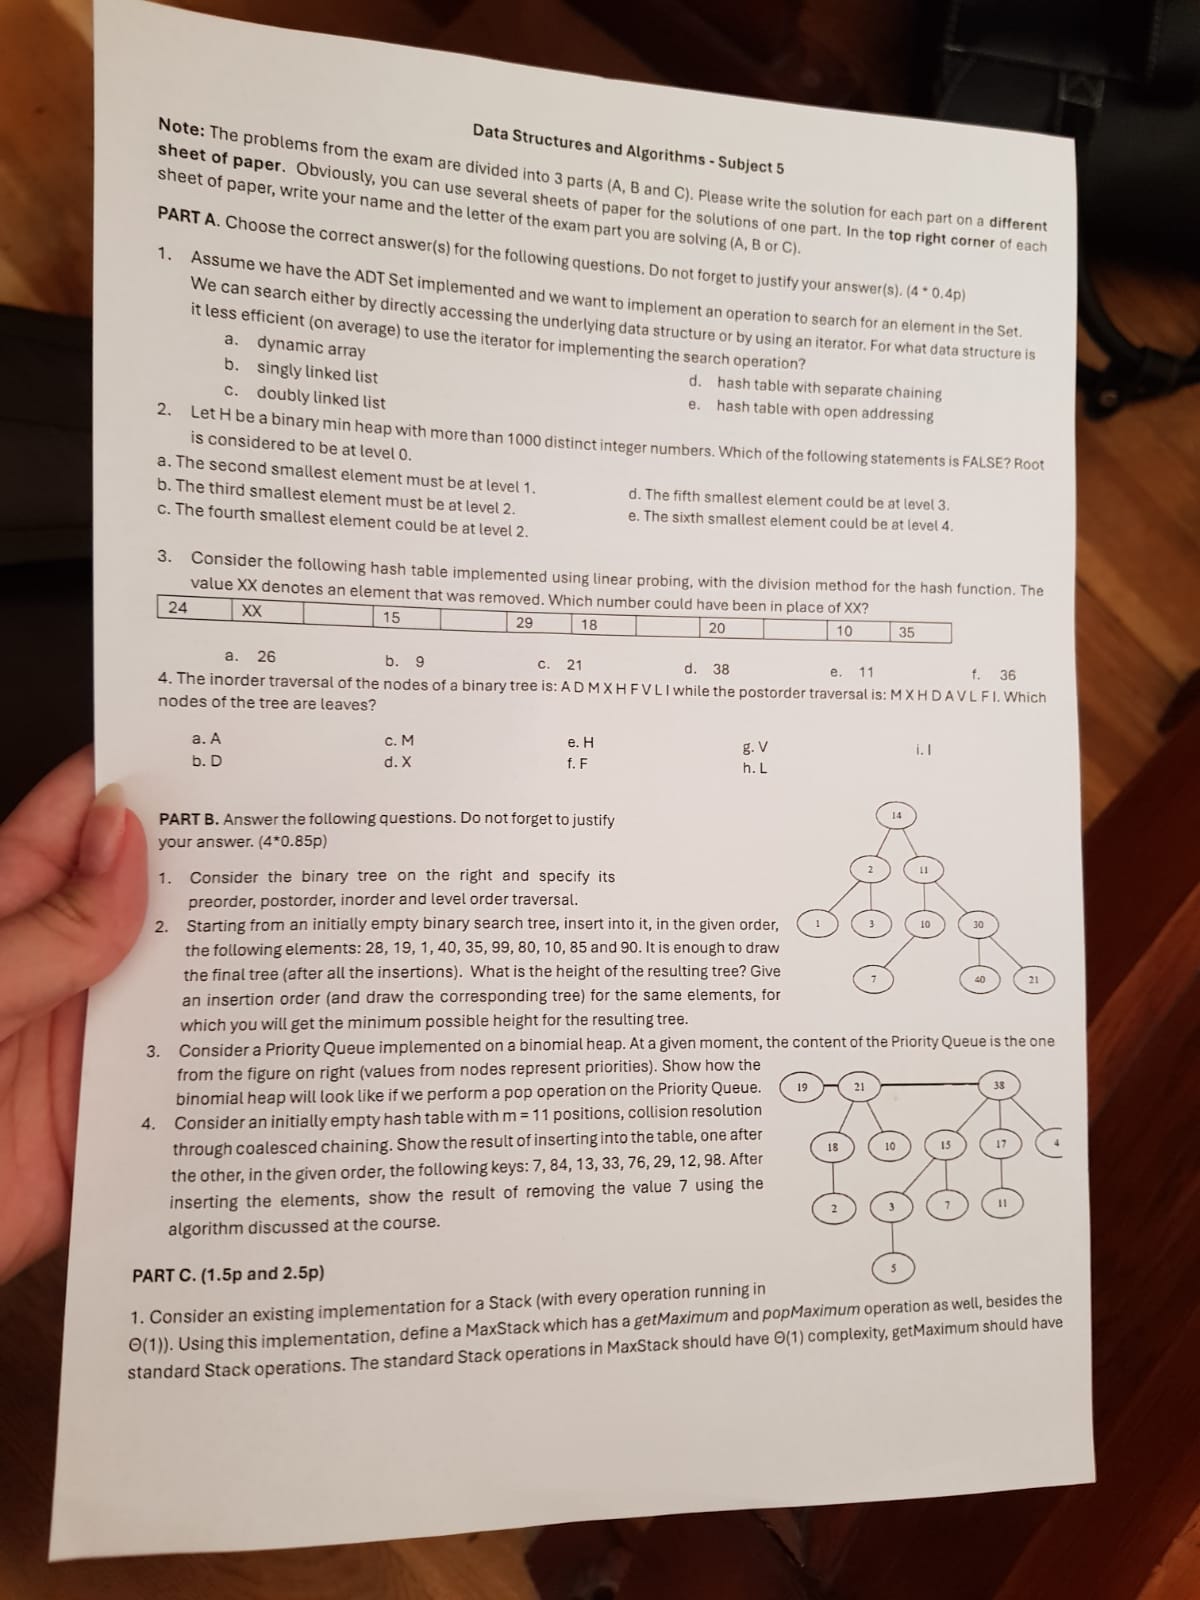 Data Structures and Algorithms - Subject 5
Note: The problems from the exam are divided into 3 parts (A, B and C). Please write the solution for each part on a different
sheet of paper. Obviously, you can use several sheets of paper for the solutions of one part. In the top right corner of each
sheet of paper, write your name and the letter of the exam part you are solving (A, B or C).
PART A. Choose the correct answer(s) for the following questions. Do not forget to justify your answer(s). (4 * 0.4p)
1. Assume we have the ADT Set implemented and we want to implement an operation to search for an element in the Set.
We can search either by directly accessing the underlying data structure or by using an iterator. For what data structure is
it less efficient (on average) to use the iterator for implementing the search operation?
a. dynamic array
b. singly linked list
c. doubly linked list
d. hash table with separate chaining
e. hash table with open addressing
2. Let H be a binary min heap with more than 1000 distinct integer numbers. Which of the following statements is FALSE? Root
is considered to be at level 0.
a. The second smallest element must be at level 1.
b. The third smallest element must be at level 2.
c. The fourth smallest element could be at level 2.
d. The fifth smallest element could be at level 3.
e. The sixth smallest element could be at level 4.
3. Consider the following hash table implemented using linear probing, with the division method for the hash function. The
value XX denotes an element that was removed. Which number could have been in place of XX?
24 XX 15 29 18 20 10 35
a. 26 b. 9 c. 21 d. 38 e. 11 f. 36
4. The inorder traversal of the nodes of a binary tree is: A D M X H F V L I while the postorder traversal is: M X H D A V L F I. Which
nodes of the tree are leaves?
a. A c. M e. H g. V i. I
b. D d. X f. F h. L
PART B. Answer the following questions. Do not forget to justify
your answer. (4*0.85p)
1. Consider the binary tree on the right and specify its
preorder, postorder, inorder and level order traversal.
14
2 11
1 3 10 30
7 40 21
2. Starting from an initially empty binary search tree, insert into it, in the given order,
the following elements: 28, 19, 1, 40, 35, 99, 80, 10, 85 and 90. It is enough to draw
the final tree (after all the insertions). What is the height of the resulting tree? Give
an insertion order (and draw the corresponding tree) for the same elements, for
which you will get the minimum possible height for the resulting tree.
3. Consider a Priority Queue implemented on a binomial heap. At a given moment, the content of the Priority Queue is the one
from the figure on right (values from nodes represent priorities). Show how the
binomial heap will look like if we perform a pop operation on the Priority Queue.
4. Consider an initially empty hash table with m = 11 positions, collision resolution
through coalesced chaining. Show the result of inserting into the table, one after
the other, in the given order, the following keys: 7, 84, 13, 33, 76, 29, 12, 98. After
inserting the elements, show the result of removing the value 7 using the
algorithm discussed at the course.
19 21 38
18 10 15 17 4
2 3 7 11
5
PART C. (1.5p and 2.5p)
1. Consider an existing implementation for a Stack (with every operation running in
Θ(1)). Using this implementation, define a MaxStack which has a getMaximum and popMaximum operation as well, besides the
standard Stack operations. The standard Stack operations in MaxStack should have Θ(1) complexity, getMaximum should have